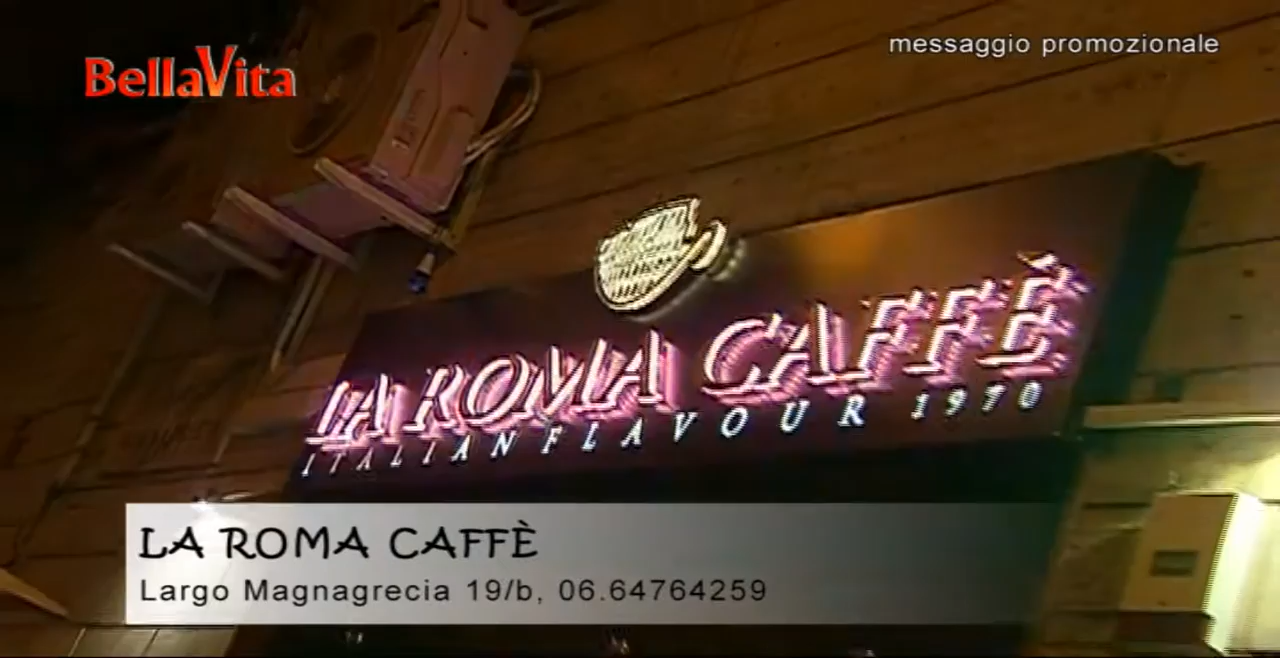 BellaVita
messaggio promozionale
LA ROMA CAFFÈ
ITALIAN FLAVOUR 1970
LA ROMA CAFFÈ
Largo Magnagrecia 19/b, 06.64764259